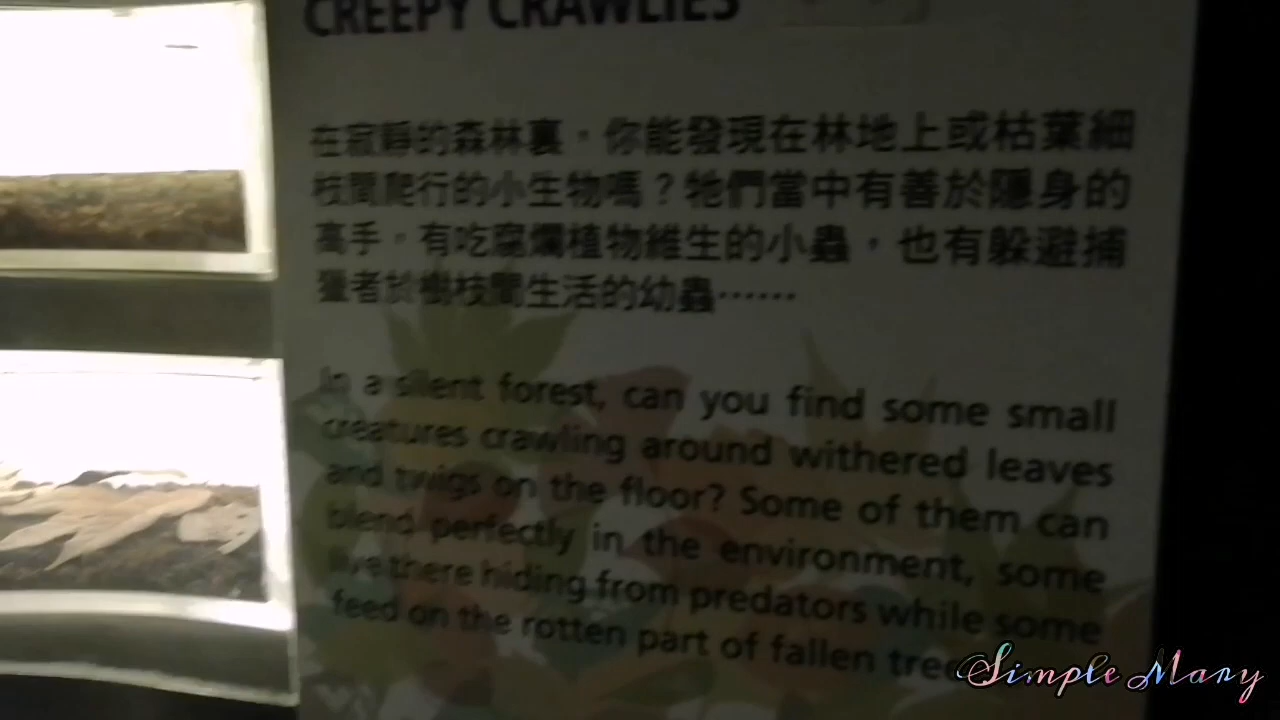 CREEPY CRAWLIES
在寂靜的森林裏，你能發現在林地上或枯葉細
枝間爬行的小生物嗎？牠們當中有善於隱身的
高手，有吃腐爛植物維生的小蟲，也有躲避捕
獵者於樹枝間生活的幼蟲……
In a silent forest, can you find some small
creatures crawling around withered leaves
and twigs on the floor? Some of them can
blend perfectly in the environment, some
live there hiding from predators while some
feed on the rotten part of fallen
Simple Mary